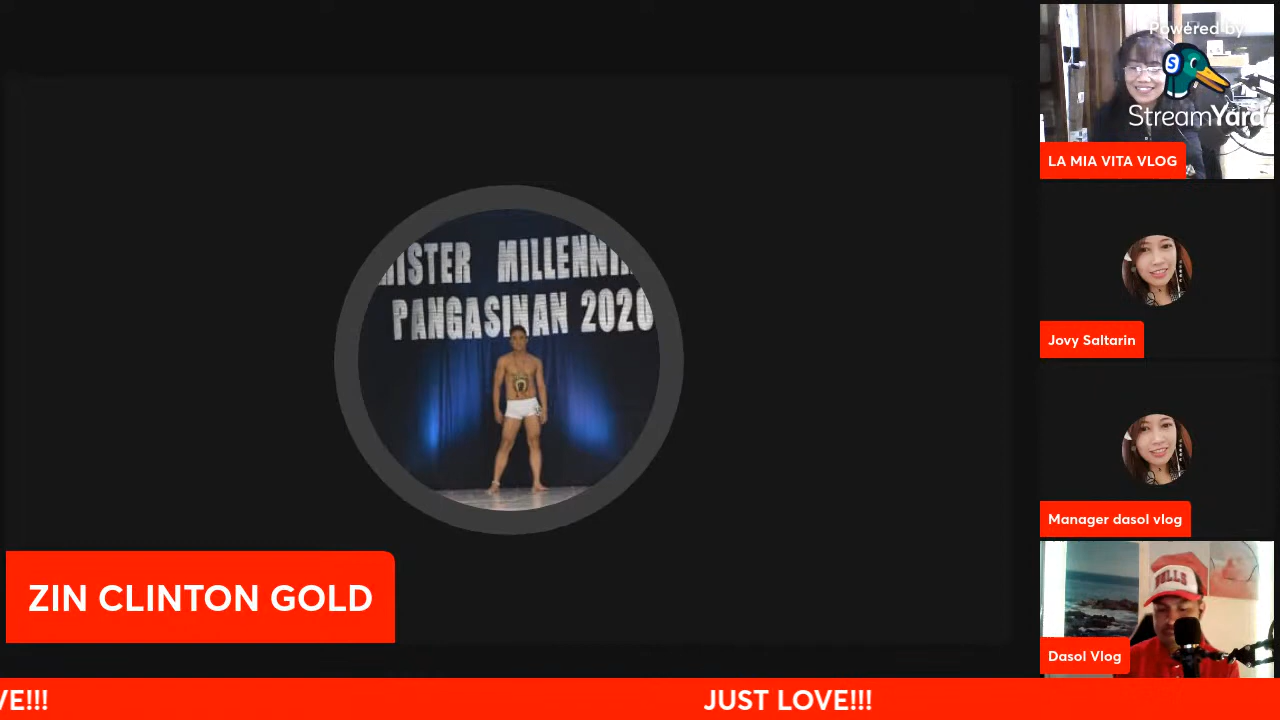 MISTER MILLENNI
PANGASINAN 2020
ZIN CLINTON GOLD
Powered by
S
StreamYard
LA MIA VITA VLOG
Jovy Saltarin
Manager dasol vlog
BULLS
Dasol Vlog
VE!!!
JUST LOVE!!!